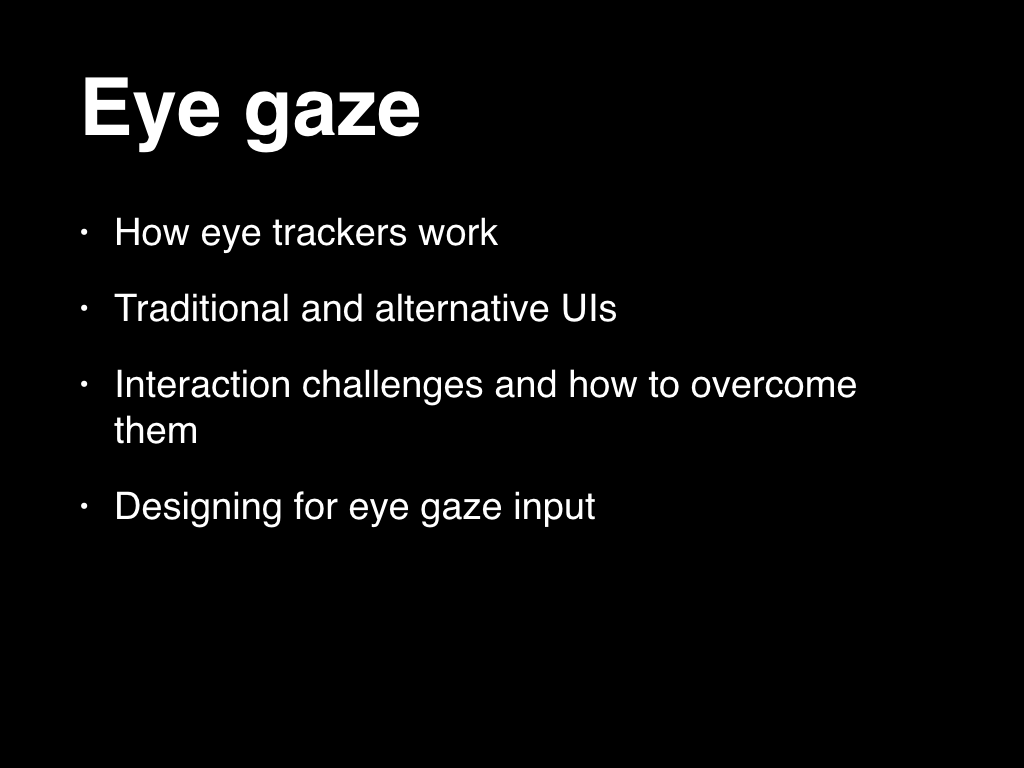 Eye gaze
• How eye trackers work
• Traditional and alternative UIs
• Interaction challenges and how to overcome
them
• Designing for eye gaze input